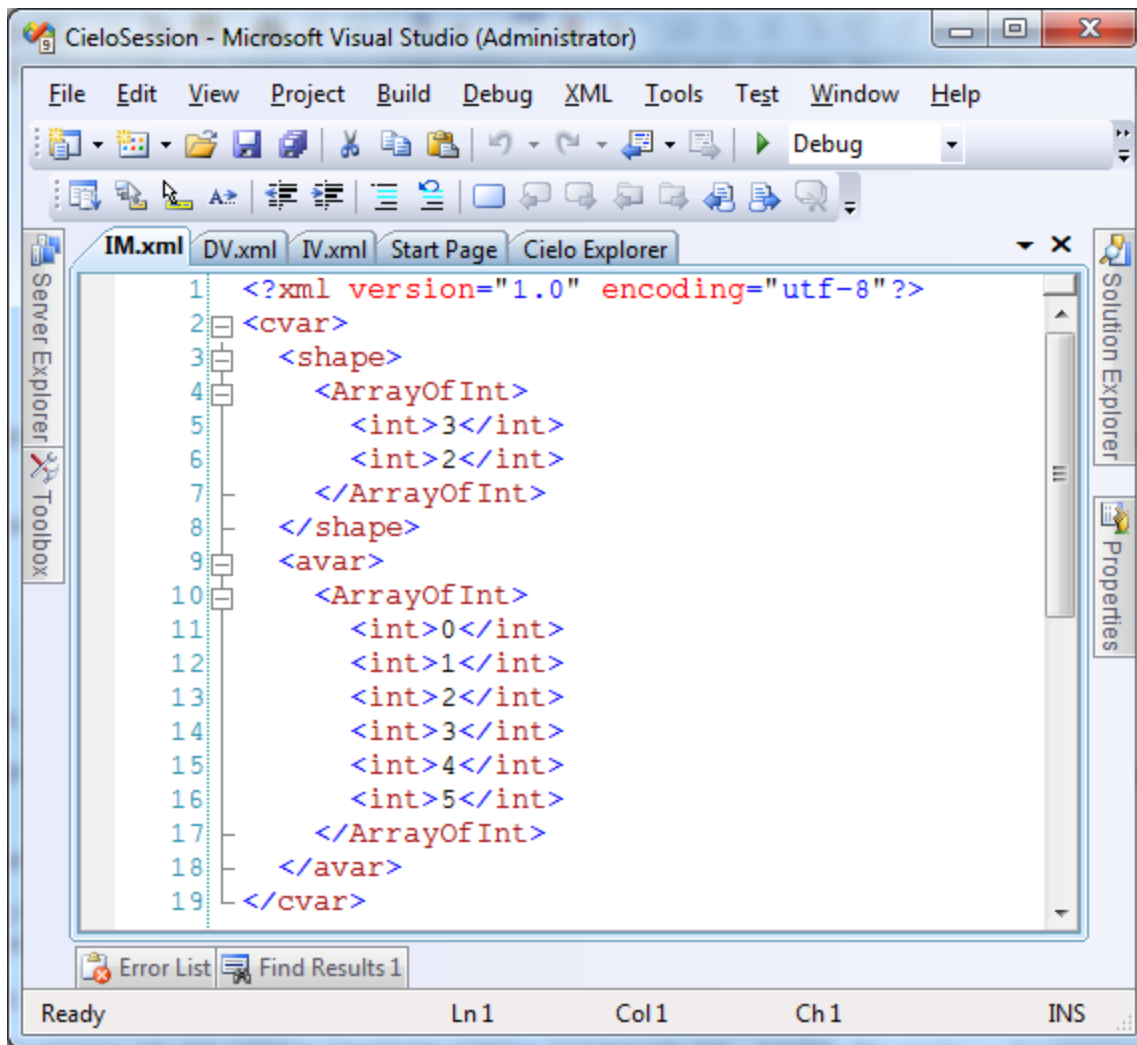 CieloSession - Microsoft Visual Studio (Administrator)
File Edit View Project Build Debug XML Tools Test Window Help
Debug
IM.xml DV.xml IV.xml Start Page Cielo Explorer
Server Explorer
Toolbox
1 <?xml version="1.0" encoding="utf-8"?>
2 <cvar>
3 <shape>
4 <ArrayOfInt>
5 <int>3</int>
6 <int>2</int>
7 </ArrayOfInt>
8 </shape>
9 <avar>
10 <ArrayOfInt>
11 <int>0</int>
12 <int>1</int>
13 <int>2</int>
14 <int>3</int>
15 <int>4</int>
16 <int>5</int>
17 </ArrayOfInt>
18 </avar>
19 </cvar>
Solution Explorer
Properties
Error List Find Results 1
Ready Ln 1 Col 1 Ch 1 INS